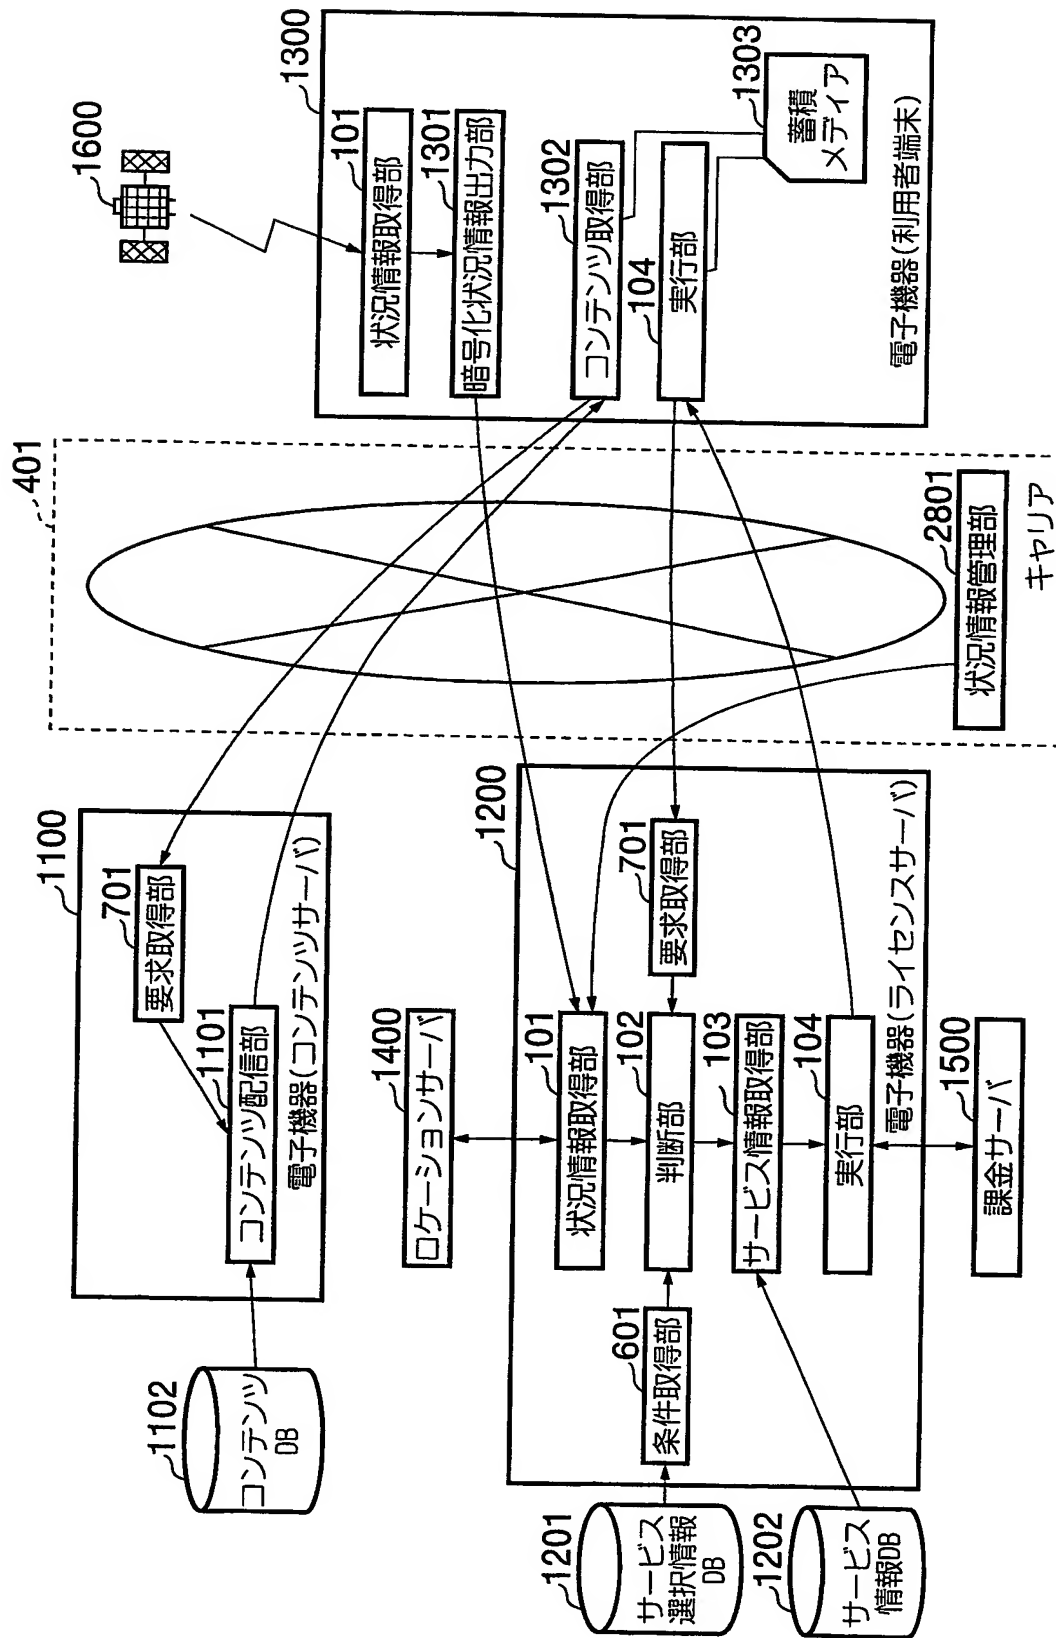 1102
コンテンツ
DB
1100
701
要求取得部
1101
コンテンツ配信部
電子機器(コンテンツサーバ)
1400
ロケーションサーバ
1201
サービス
選択情報
DB
1202
サービス
情報DB
1200
601
条件取得部
101
状況情報取得部
102
判断部
701
要求取得部
103
サービス情報取得部
104
実行部
電子機器(ライセンスサーバ)
1500
課金サーバ
401
2801
状況情報管理部
キャリア
1600
1300
101
状況情報取得部
1301
暗号化状況情報出力部
1302
コンテンツ取得部
104
実行部
1303
蓄積
メディア
電子機器(利用者端末)